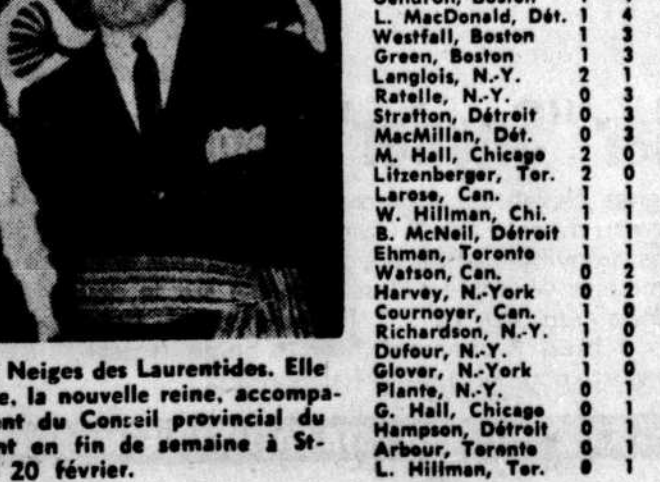 L. MacDonald, Dét. 1 4
Westfall, Boston 1 3
Green, Boston 1 3
Langlois, N.-Y. 2 1
Ratelle, N.-Y. 0 3
Stratton, Détroit 0 3
MacMillan, Dét. 0 3
M. Hall, Chicago 2 0
Litzenberger, Tor. 2 0
Larose, Can. 1 1
W. Hillman, Chi. 1 1
B. McNeil, Détroit 1 1
Ehman, Toronto 1 1
Watson, Can. 0 2
Harvey, N.-York 0 2
Cournoyer, Can. 1 0
Richardson, N.-Y. 1 0
Dufour, N.-Y. 1 0
Glover, N.-York 1 0
Plante, N.-Y. 0 1
G. Hall, Chicago 0 1
Hampson, Détroit 0 1
Arbour, Toronto 0 1
L. Hillman, Tor. 0 1
Neiges des Laurentides. Elle
e, la nouvelle reine, accompa-
ent du Conseil provincial du
nt en fin de semaine à St-
20 février.